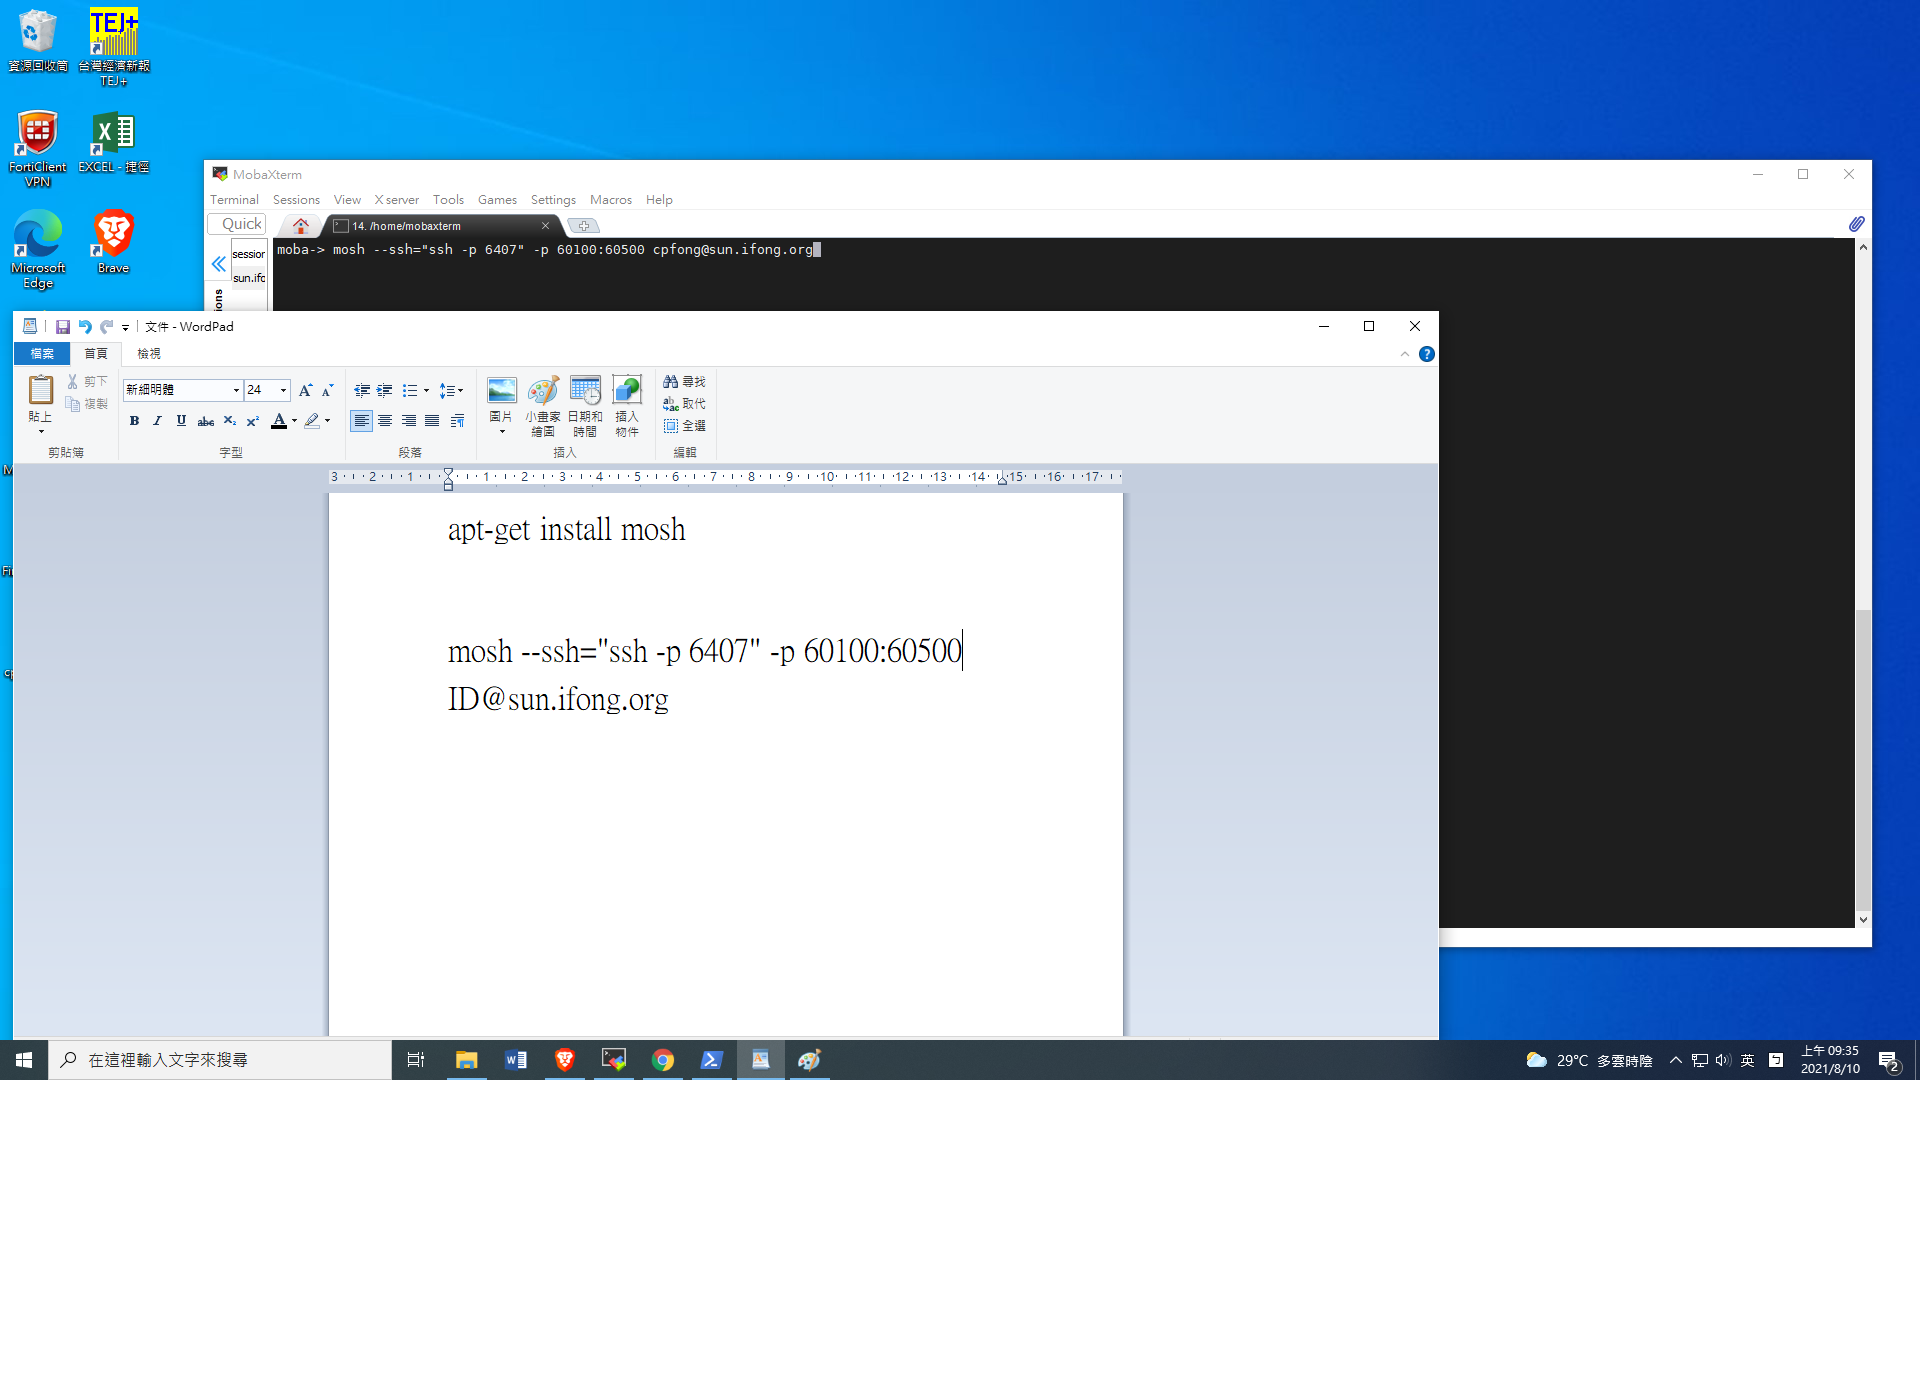 資源回收筒
TEJ+
台灣經濟新報
TEJ+
FortiClient
VPN
EXCEL - 捷徑
Microsoft
Edge
Brave
MobaXterm
Terminal Sessions View X server Tools Games Settings Macros Help
Quick
14. /home/mobaxterm
session
sun.ifc
ions
moba-> mosh --ssh="ssh -p 6407" -p 60100:60500 cpfong@sun.ifong.org
文件 - WordPad
檔案 首頁 檢視
貼上
剪下
複製
剪貼簿
新細明體 24
字型
段落
圖片
小畫家
繪圖
日期和
時間
插入
物件
插入
尋找
取代
全選
編輯
3 2 1 1 2 3 4 5 6 7 8 9 10 11 12 13 14 15 16 17
apt-get install mosh
mosh --ssh="ssh -p 6407" -p 60100:60500
ID@sun.ifong.org
M
Fir
cp
在這裡輸入文字來搜尋
29°C 多雲時陰
英
上午 09:35
2021/8/10
2